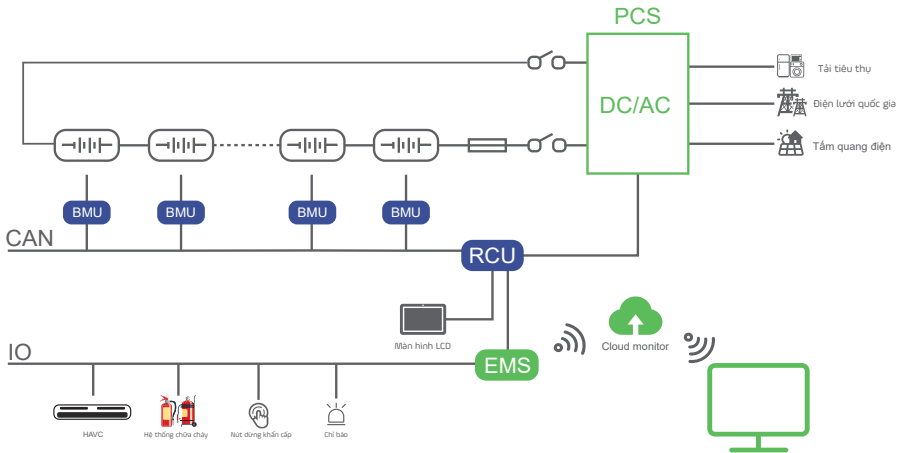 PCS
DC/AC
Tải tiêu thụ
Điện lưới quốc gia
Tấm quang điện
BMU
BMU
BMU
BMU
CAN
RCU
Màn hình LCD
Cloud monitor
IO
EMS
HAVC
Hệ thống chữa cháy
Nút dừng khẩn cấp
Chỉ báo